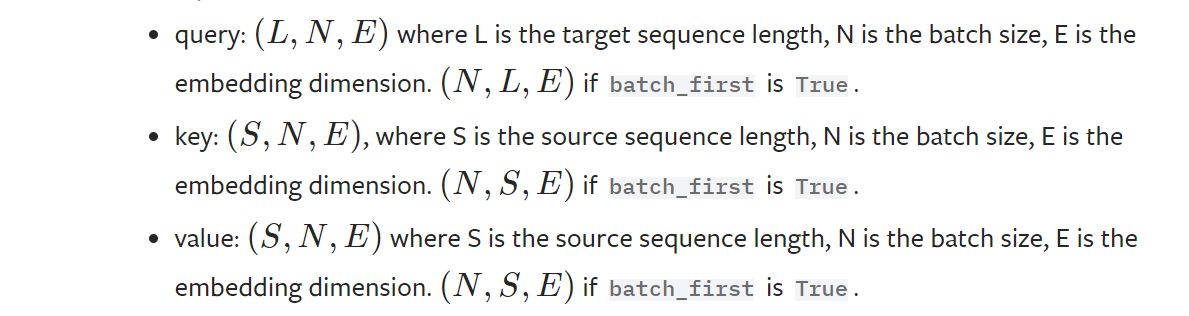 • query: (L, N, E) where L is the target sequence length, N is the batch size, E is the
embedding dimension. (N, L, E) if batch_first is True .
• key: (S, N, E), where S is the source sequence length, N is the batch size, E is the
embedding dimension. (N, S, E) if batch_first is True .
• value: (S, N, E) where S is the source sequence length, N is the batch size, E is the
embedding dimension. (N, S, E) if batch_first is True .